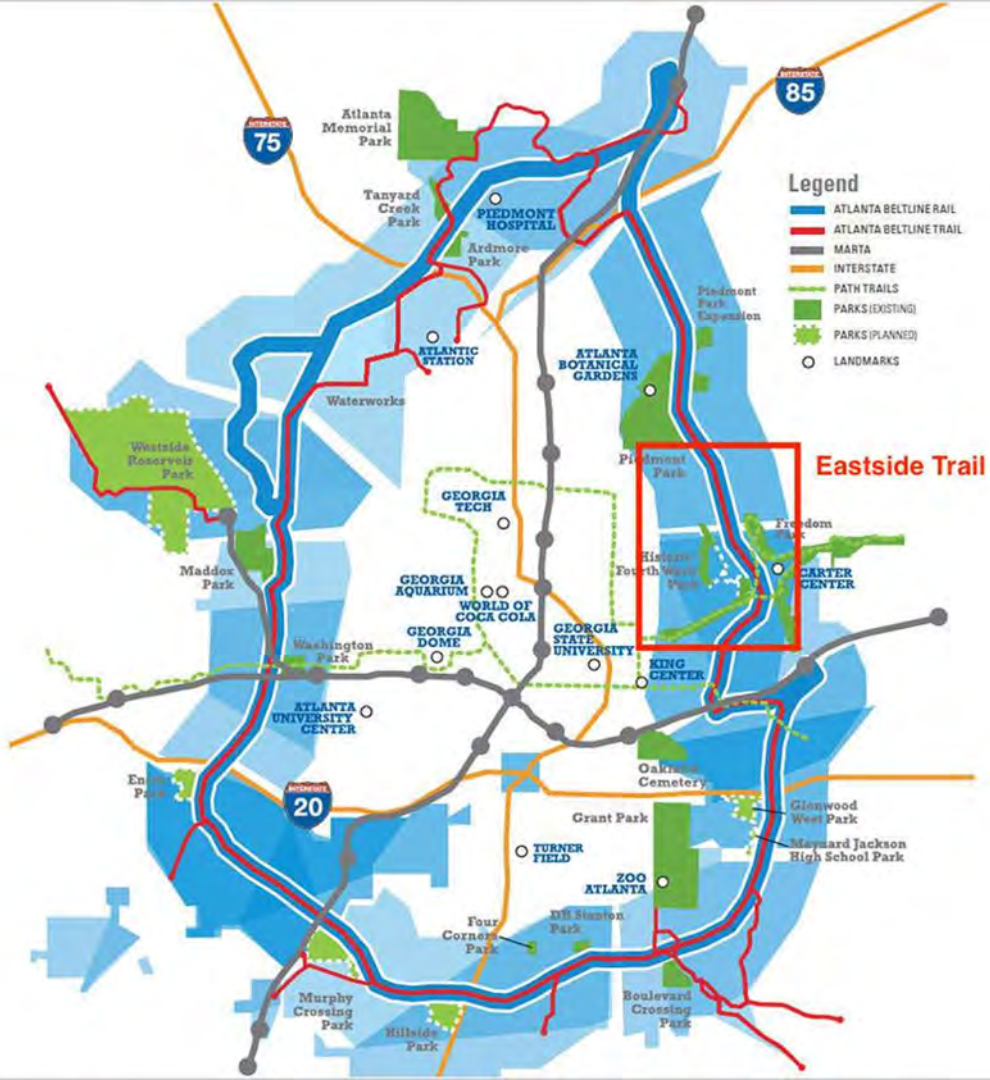 INTERSTATE
75
INTERSTATE
85
Atlanta
Memorial
Park
Tanyard
Creek
Park
PIEDMONT
HOSPITAL
Ardmore
Park
Legend
ATLANTA BELTLINE RAIL
ATLANTA BELTLINE TRAIL
MARTA
INTERSTATE
PATH TRAILS
PARKS (EXISTING)
PARKS (PLANNED)
LANDMARKS
Piedmont
Park
Expansion
ATLANTIC
STATION
ATLANTA
BOTANICAL
GARDENS
Waterworks
Westside
Reservoir
Park
Piedmont
Park
Eastside Trail
GEORGIA
TECH
Freedom
Park
Historic
Fourth Ward
Park
CARTER
CENTER
Maddox
Park
GEORGIA
AQUARIUM
WORLD OF
COCA COLA
GEORGIA
DOME
GEORGIA
STATE
UNIVERSITY
Washington
Park
KING
CENTER
ATLANTA
UNIVERSITY
CENTER
Oakland
Cemetery
Enota
Park
INTERSTATE
20
Grant Park
Glenwood
West Park
Maynard Jackson
High School Park
TURNER
FIELD
ZOO
ATLANTA
Four
Corners
Park
DH Stanton
Park
Murphy
Crossing
Park
Hillside
Park
Boulevard
Crossing
Park